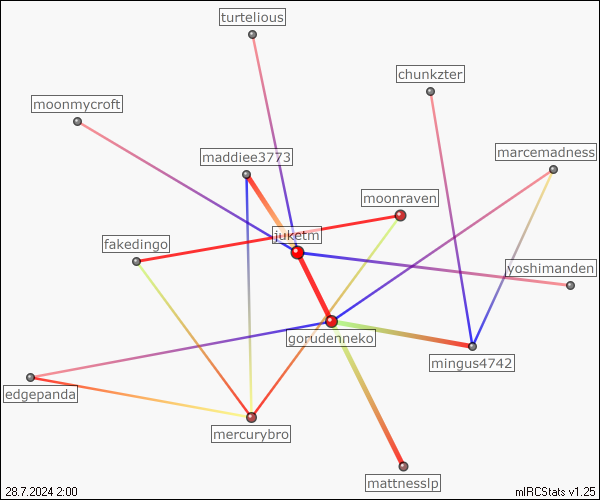 turtelious
chunkzter
moonmycroft
marcemadness
maddiee3773
moonraven
juketm
fakedingo
yoshimanden
gorudenneko
mingus4742
edgepanda
mercurybro
mattnesslp
28.7.2024 2:00
mIRCStats v1.25